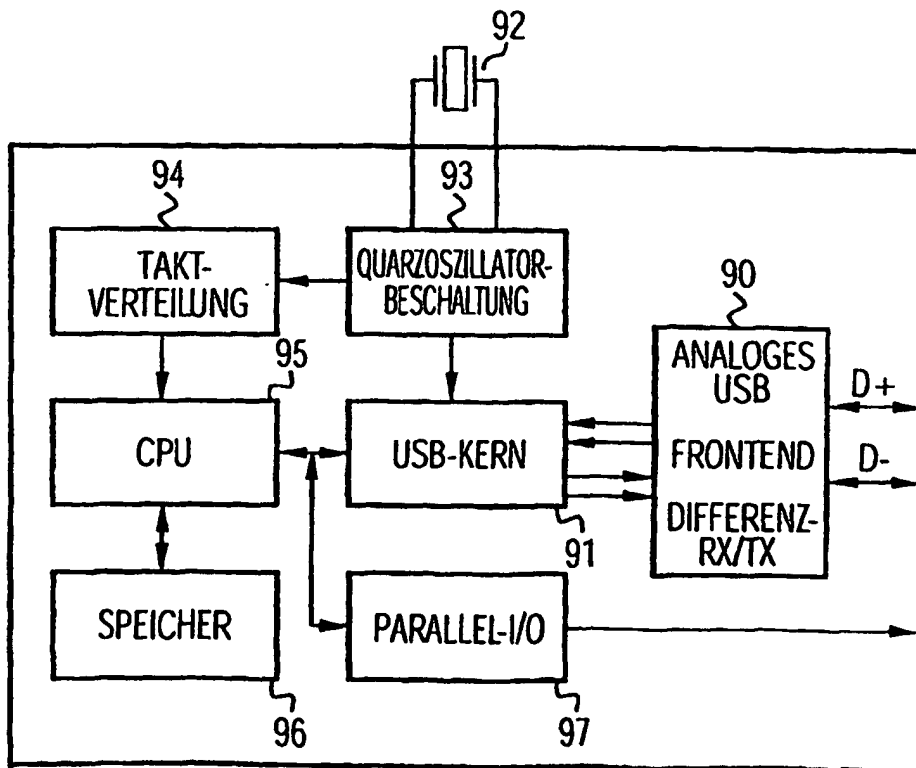 92
94
93
TAKT-
VERTEILUNG
QUARZOSZILLATOR-
BESCHALTUNG
90
ANALOGES
USB
FRONTEND
DIFFERENZ-
RX/TX
D+
D-
95
CPU
USB-KERN
91
SPEICHER
96
PARALLEL-I/O
97